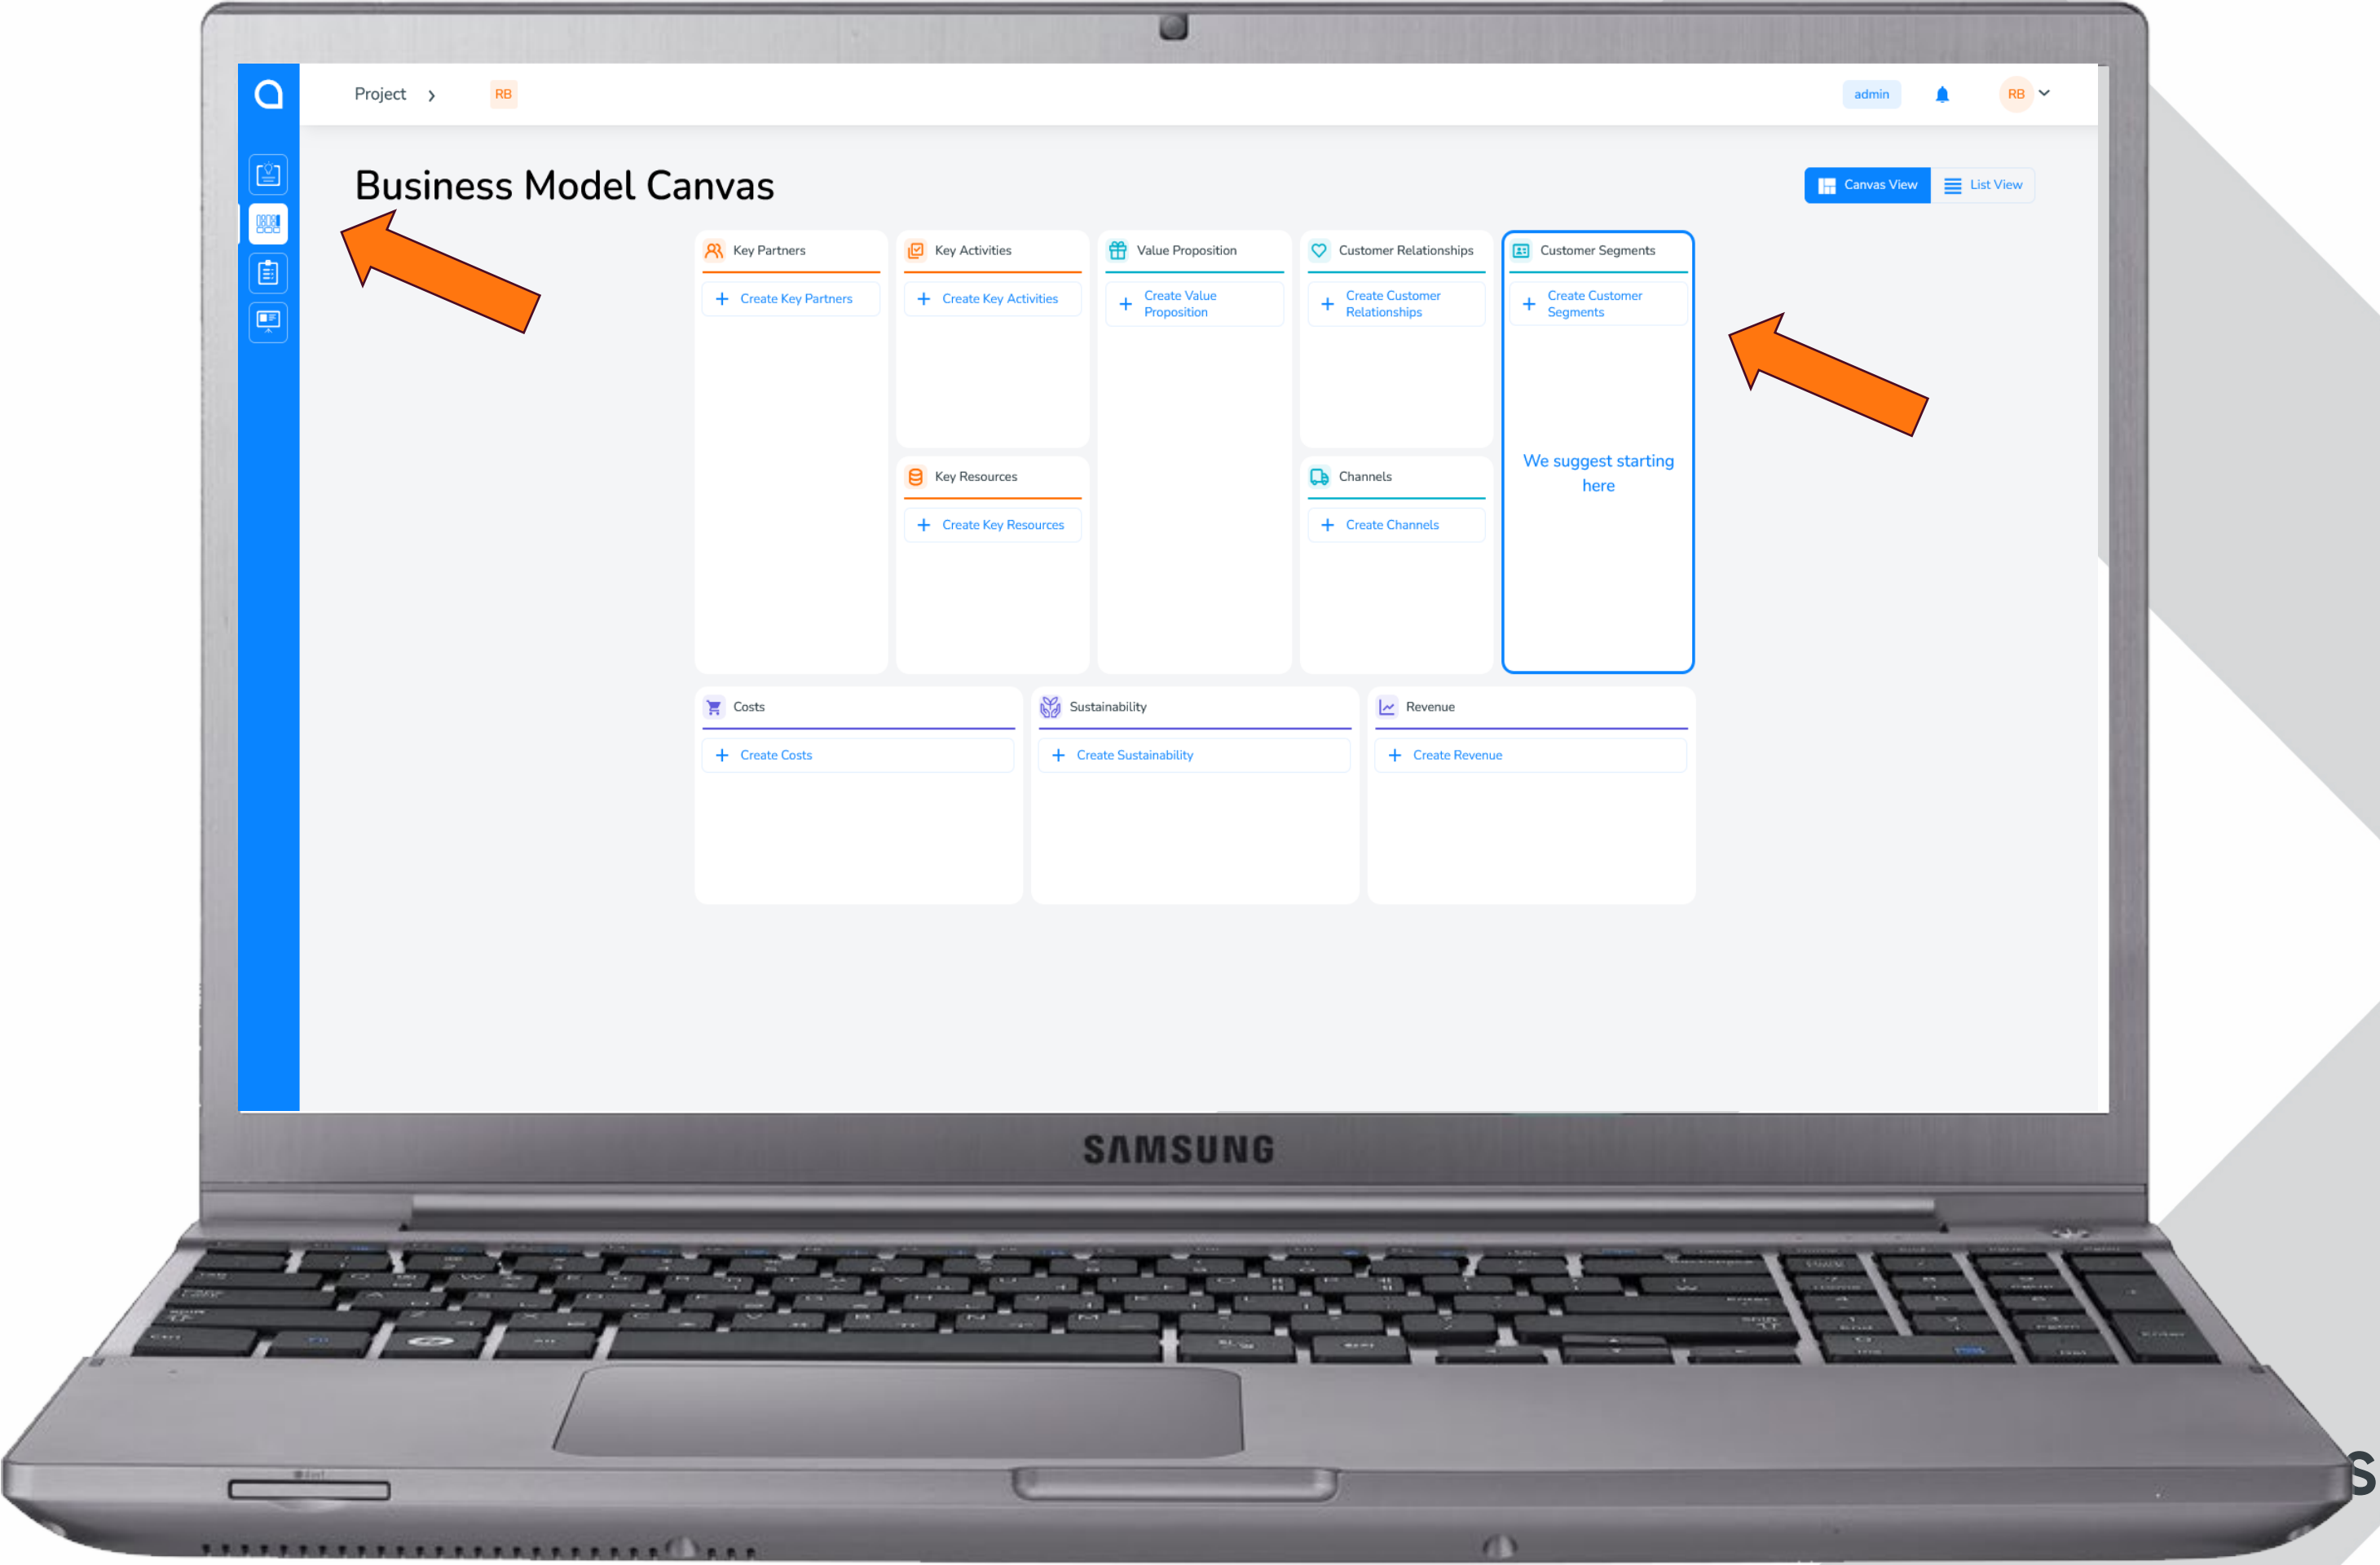 Project
RB
admin
RB
Business Model Canvas
Canvas View
List View
Key Partners
Create Key Partners
Key Activities
Create Key Activities
Value Proposition
Create Value
Proposition
Customer Relationships
Create Customer
Relationships
Customer Segments
Create Customer
Segments
We suggest starting
here
Key Resources
Create Key Resources
Channels
Create Channels
Costs
Create Costs
Sustainability
Create Sustainability
Revenue
Create Revenue
SAMSUNG